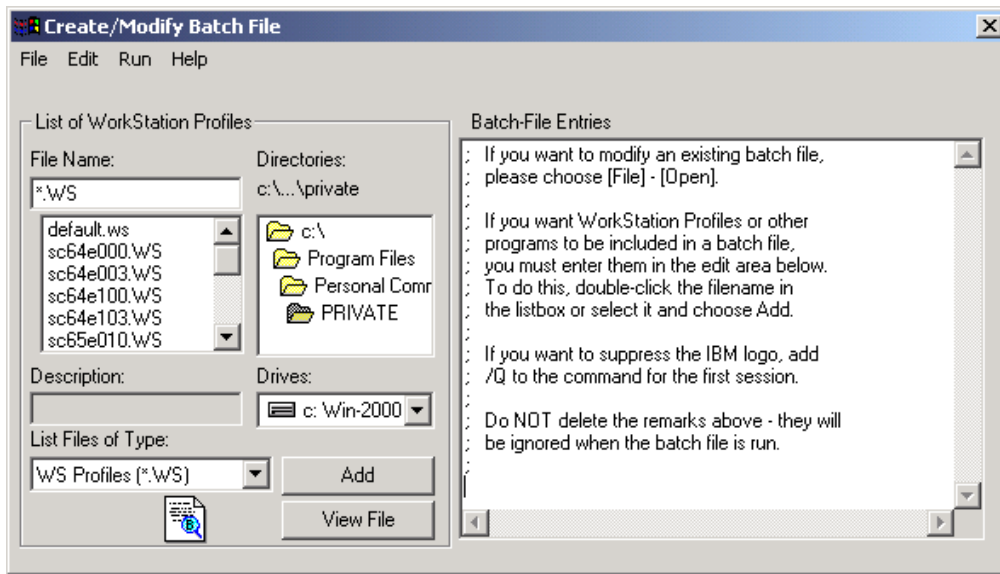 Create/Modify Batch File
File Edit Run Help
List of WorkStation Profiles
File Name:
*.WS
default.ws
sc64e000.WS
sc64e003.WS
sc64e100.WS
sc64e103.WS
sc65e010.WS
Directories:
c:\...\private
c:\
Program Files
Personal Comr
PRIVATE
Description:
Drives:
c: Win-2000
List Files of Type:
WS Profiles (*.WS)
Add
View File
Batch-File Entries
; If you want to modify an existing batch file,
; please choose [File] - [Open].
;
; If you want WorkStation Profiles or other
; programs to be included in a batch file,
; you must enter them in the edit area below.
; To do this, double-click the filename in
; the listbox or select it and choose Add.
;
; If you want to suppress the IBM logo, add
; /Q to the command for the first session.
;
; Do NOT delete the remarks above - they will
; be ignored when the batch file is run.
;